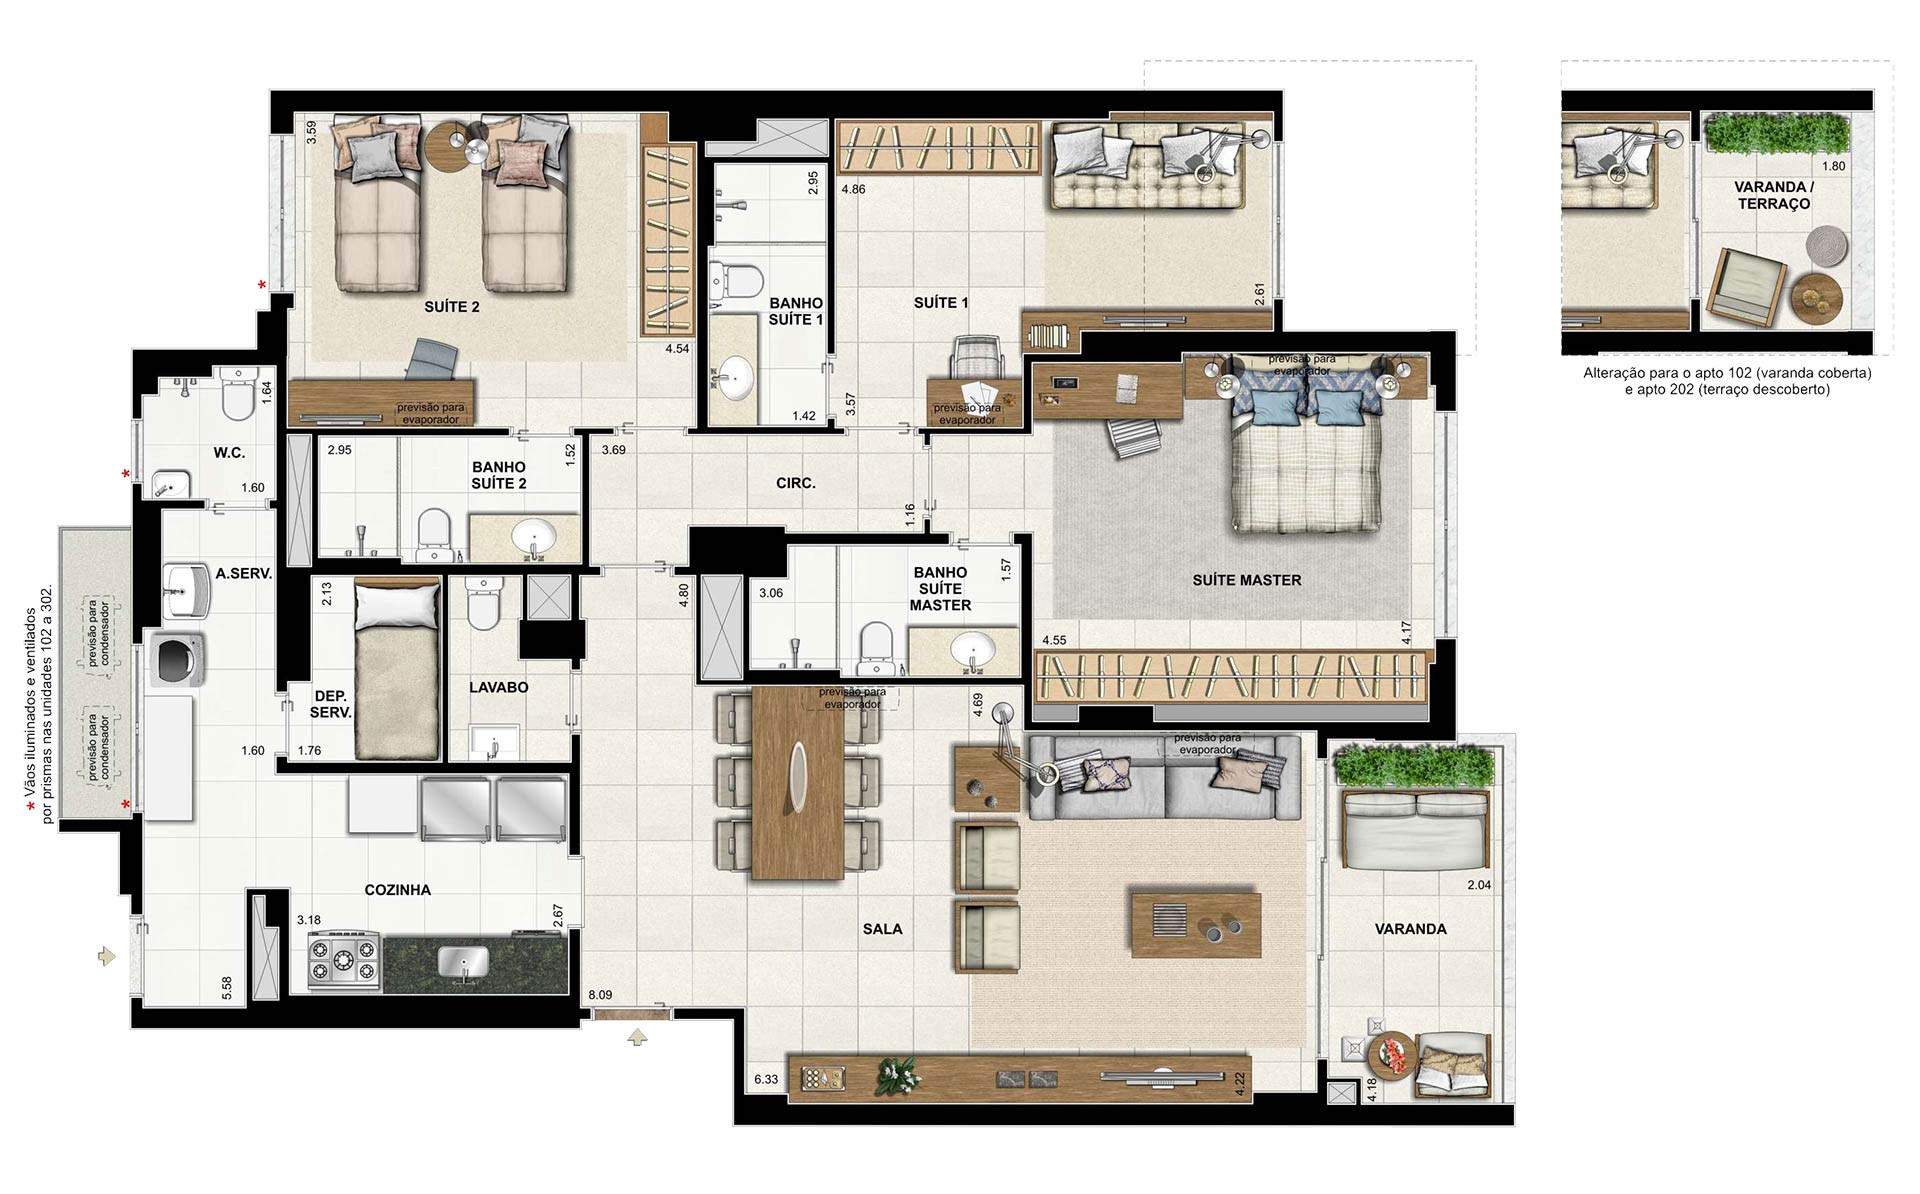 3.59
SUÍTE 2
4.54
previsão para
evaporador
2.95
BANHO
SUÍTE 1
1.42
4.86
SUÍTE 1
2.61
3.57
previsão para
evaporador
previsão para
evaporador
1.80
VARANDA /
TERRAÇO
Alteração para o apto 102 (varanda coberta)
e apto 202 (terraço descoberto)
*
*
1.64
W.C.
1.60
2.95
BANHO
SUÍTE 2
1.52
3.69
CIRC.
1.16
SUÍTE MASTER
4.55
4.17
BANHO
SUÍTE
MASTER
1.57
3.06
4.80
A.SERV.
2.13
DEP.
SERV.
1.76
1.60
LAVABO
previsão para
condensador
previsão para
condensador
*
* Vãos iluminados e ventilados
por prismas nas unidades 102 a 302.
previsão para
evaporador
4.69
previsão para
evaporador
COZINHA
3.18
2.67
5.58
8.09
SALA
6.33
4.22
2.04
VARANDA
4.18